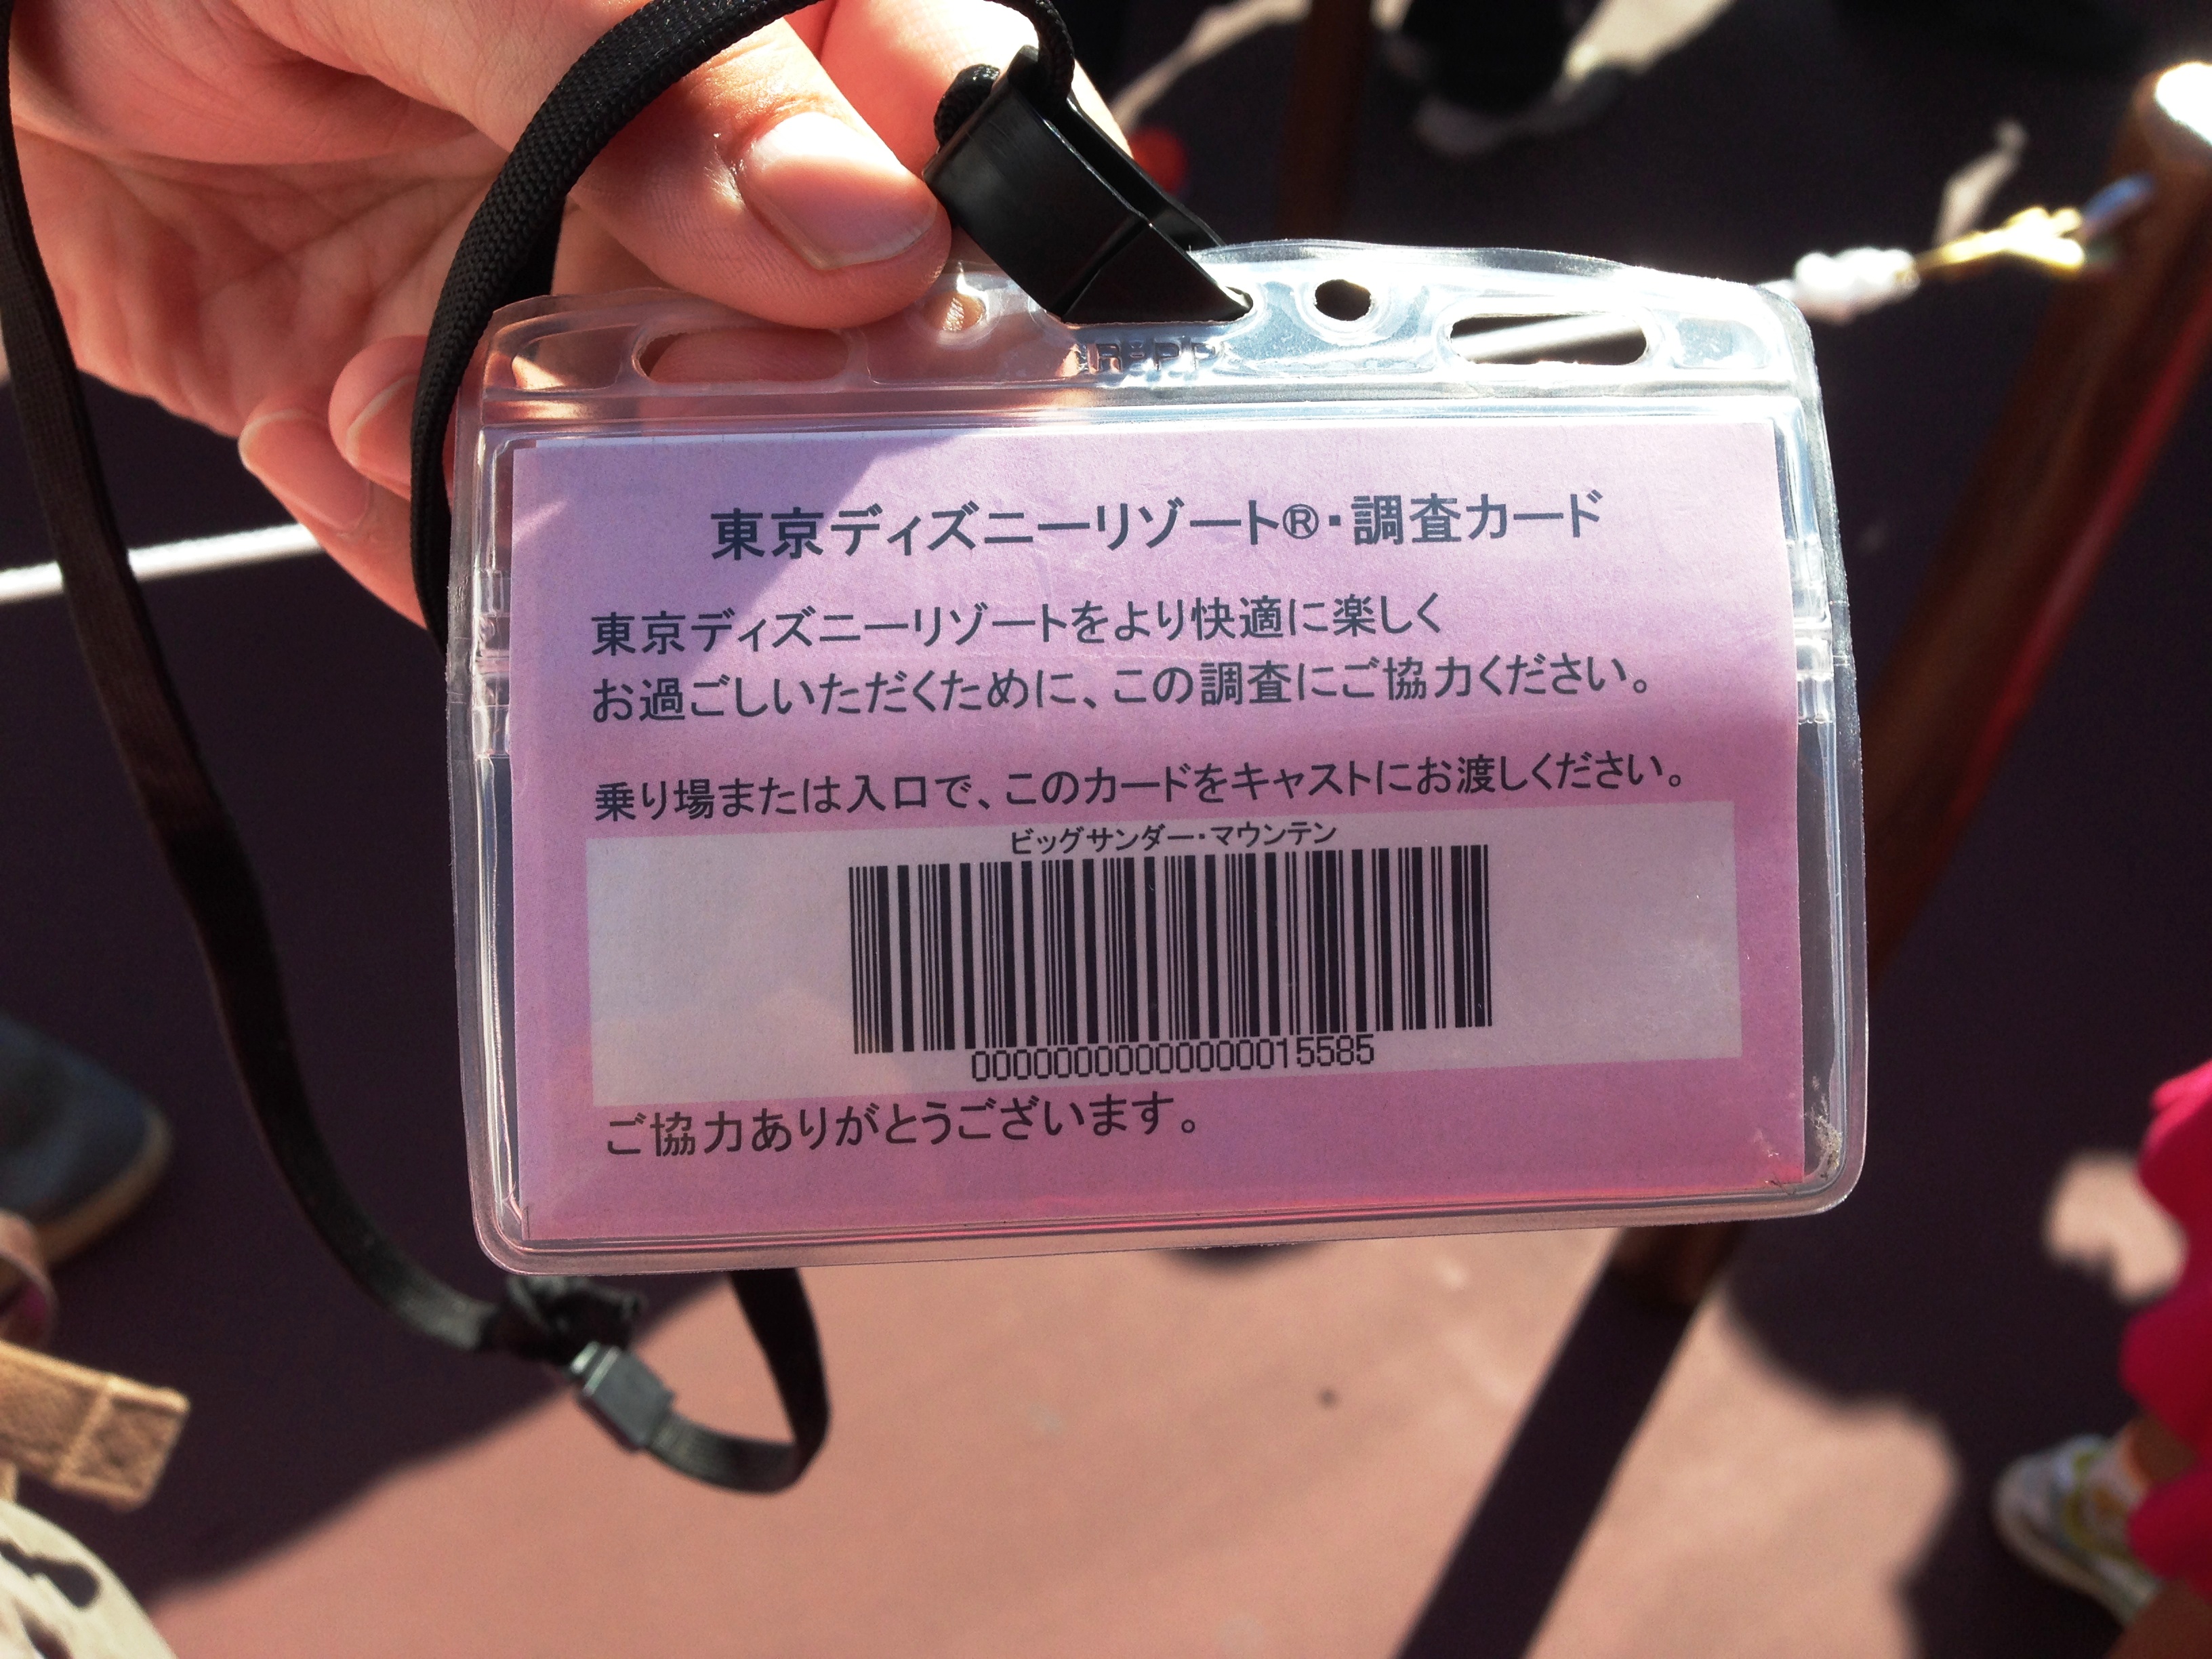 東京ディズニーリゾート®・調査カード
東京ディズニーリゾートをより快適に楽しく
お過ごしいただくために、この調査にご協力ください。
乗り場または入口で、このカードをキャストにお渡しください。
ビッグサンダー・マウンテン
00000000000000015585
ご協力ありがとうございます。